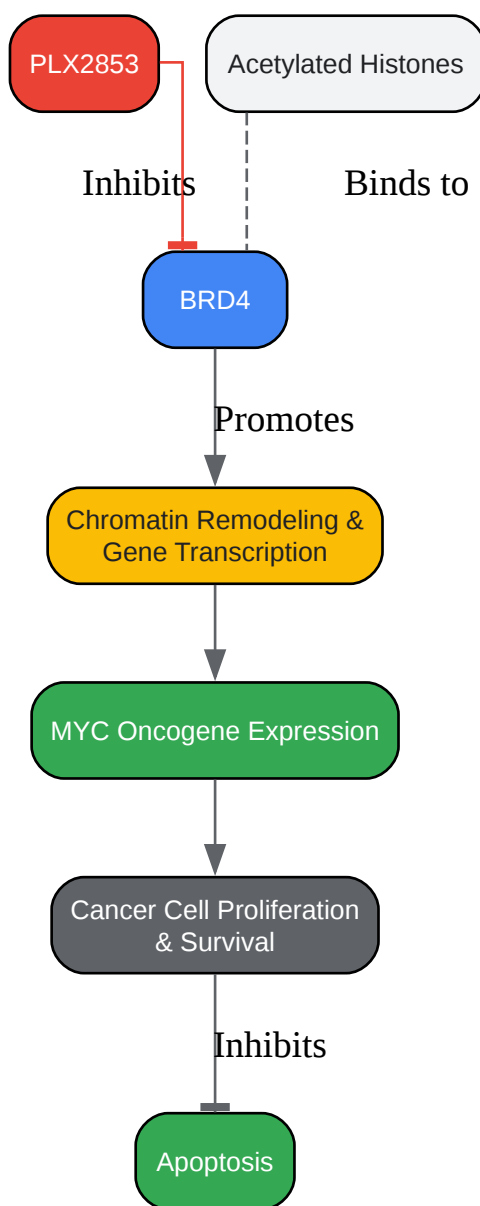 PLX2853
Acetylated Histones
Inhibits
Binds to
BRD4
Promotes
Chromatin Remodeling &
Gene Transcription
MYC Oncogene Expression
Cancer Cell Proliferation
& Survival
Inhibits
Apoptosis